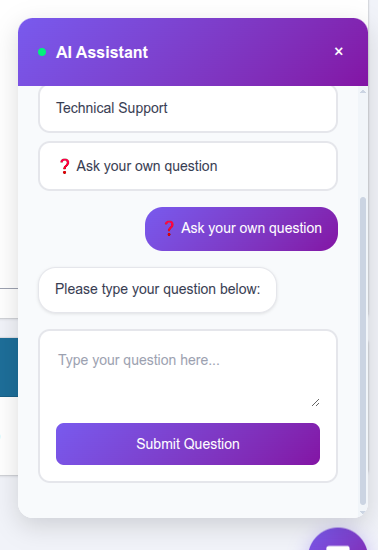 AI Assistant
×
Technical Support
❓ Ask your own question
❓ Ask your own question
Please type your question below:
Type your question here...
Submit Question